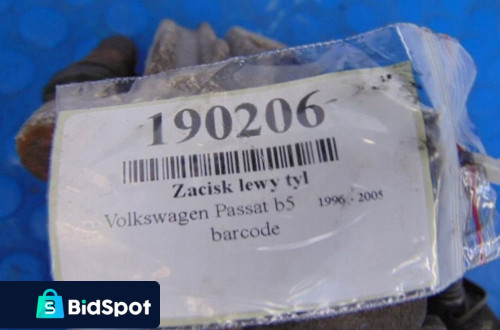 190206
Zacisk lewy tyl
Volkswagen Passat b5 1996 - 2005
barcode
BidSpot